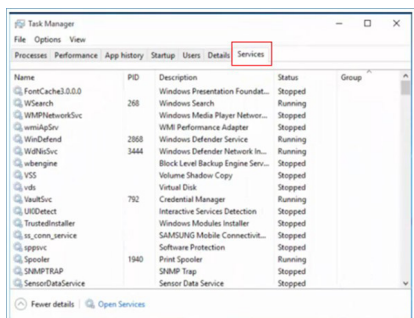 Task Manager
File Options View
Processes Performance App history Startup Users Details Services
Name PID Description Status Group
FontCache3.0.0.0 Windows Presentation Foundat... Stopped
WSearch 268 Windows Search Running
WMPNetworkSvc Windows Media Player Networ... Stopped
wmiApSrv WMI Performance Adapter Stopped
WinDefend 2868 Windows Defender Service Running
WdNisSvc 3444 Windows Defender Network In... Running
wbengine Block Level Backup Engine Serv... Stopped
VSS Volume Shadow Copy Stopped
vds Virtual Disk Stopped
VaultSvc 792 Credential Manager Running
UI0Detect Interactive Services Detection Stopped
TrustedInstaller Windows Modules Installer Stopped
ss_conn_service SAMSUNG Mobile Connectivit... Stopped
sppsvc Software Protection Stopped
Spooler 1940 Print Spooler Running
SNMPTRAP SNMP Trap Stopped
SensorDataService Sensor Data Service Stopped
Fewer details Open Services